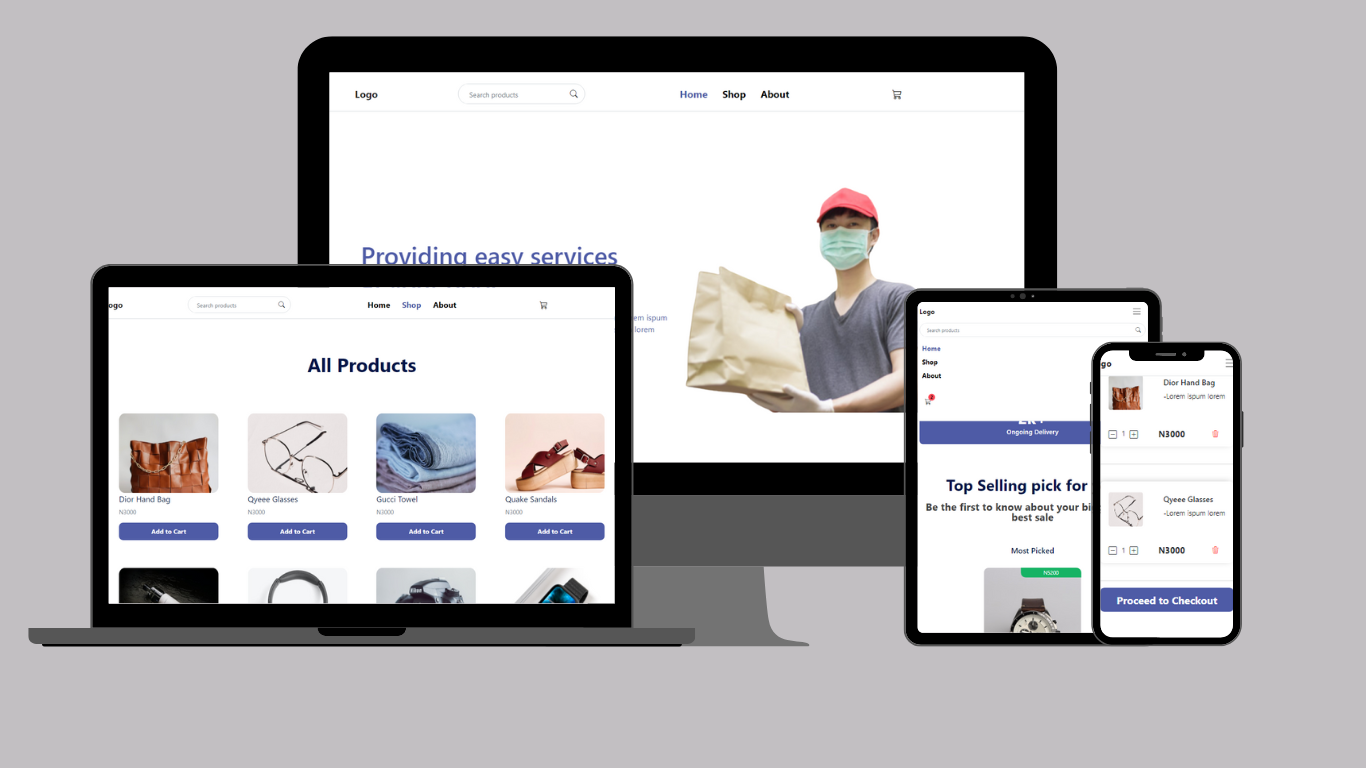 Logo
Search products
Home Shop About
Providing easy services
em ipsum
lorem
ogo
Search products
Home Shop About
All Products
Dior Hand Bag
N3000
Add to Cart
Qyeee Glasses
N3000
Add to Cart
Gucci Towel
N3000
Add to Cart
Quake Sandals
N3000
Add to Cart
Logo
Search products
Home
Shop
About
2
Ongoing Delivery
Top Selling pick for
Be the first to know about your bi
best sale
Most Picked
N5200
go
Dior Hand Bag
-Lorem ipsum lorem
1
N3000
Qyeee Glasses
-Lorem ipsum lorem
1
N3000
Proceed to Checkout